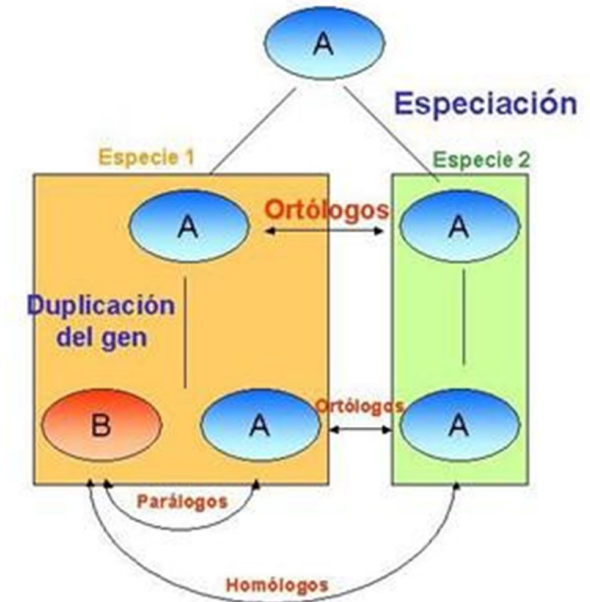 A
Especiación
Especie 1
Especie 2
A
Ortólogos
A
Duplicación
del gen
B
A
Ortólogos
A
Parálogos
Homólogos